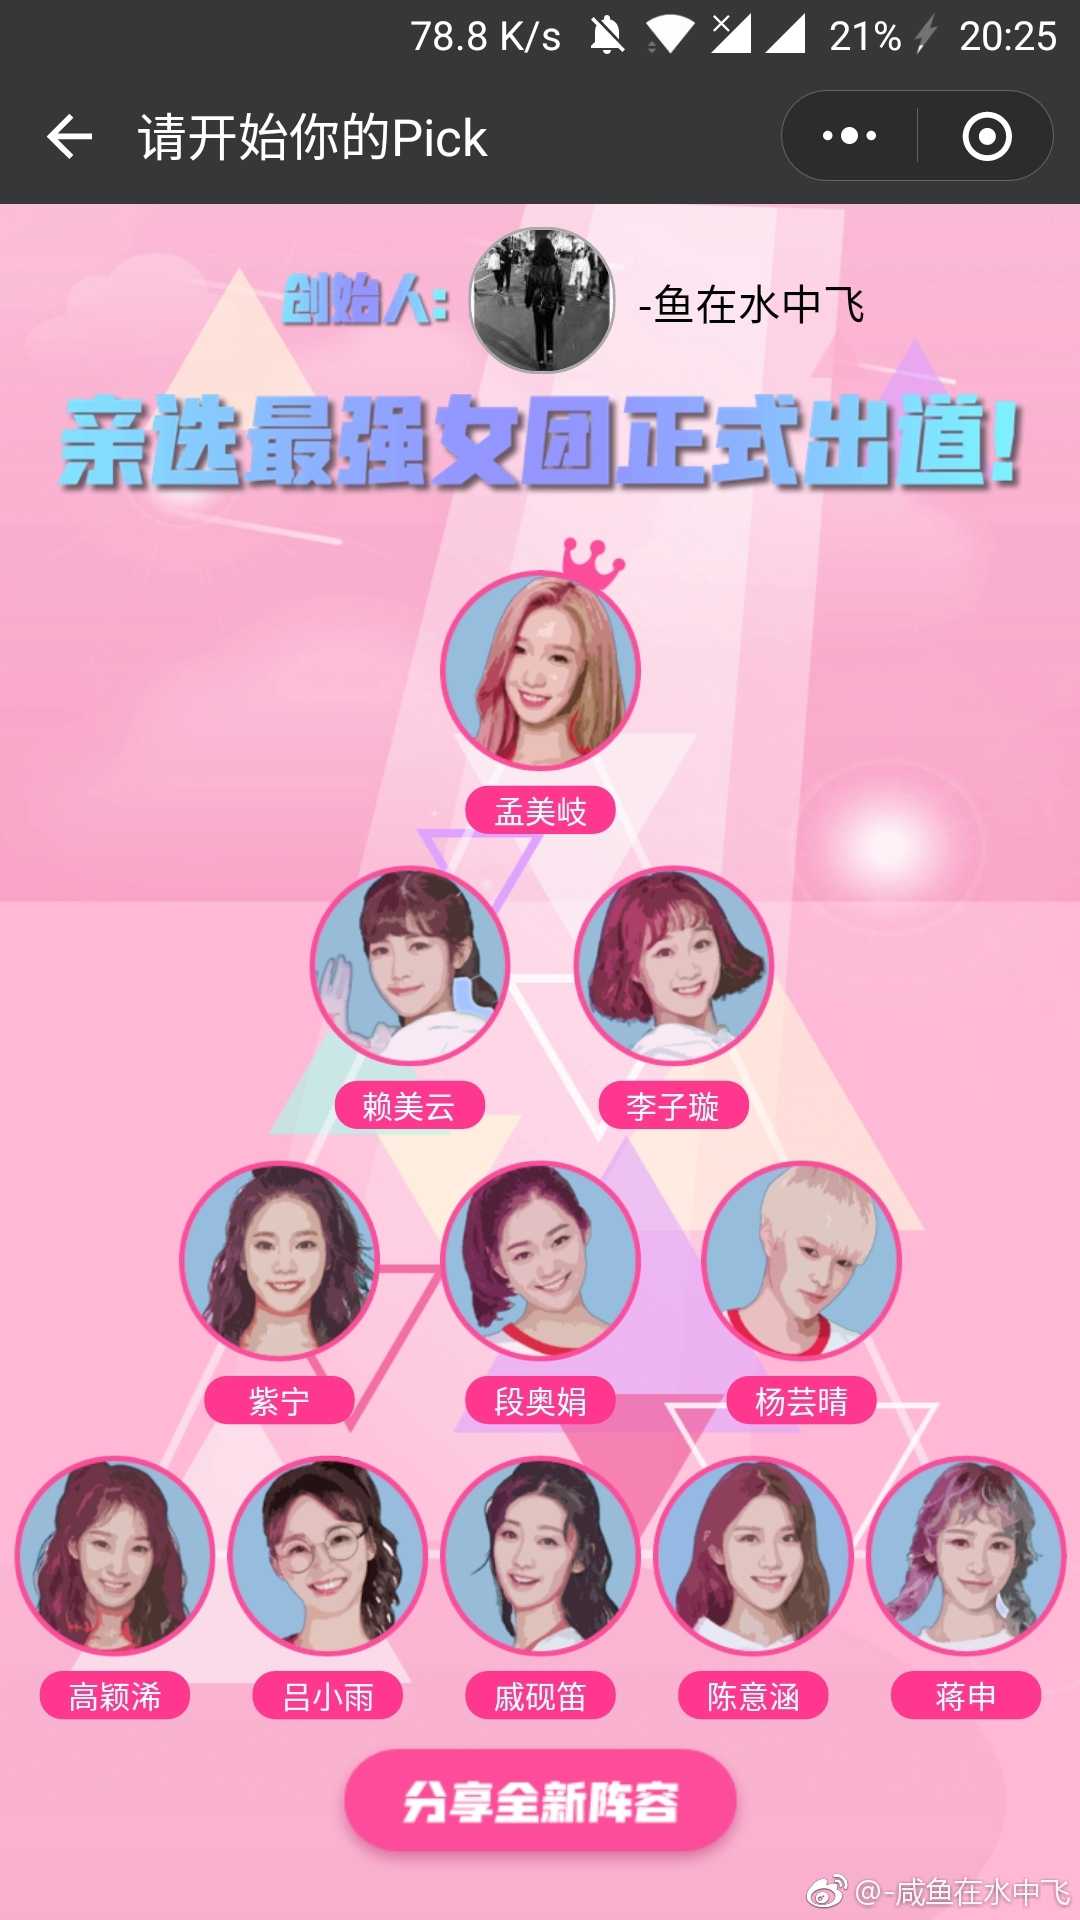 78.8 K/s 21% 20:25
请开始你的Pick
创始人: -鱼在水中飞
亲选最强女团正式出道!
孟美岐
赖美云 李子璇
紫宁 段奥娟 杨芸晴
高颖浠 吕小雨 戚砚笛 陈意涵 蒋申
分享全新阵容
@-咸鱼在水中飞